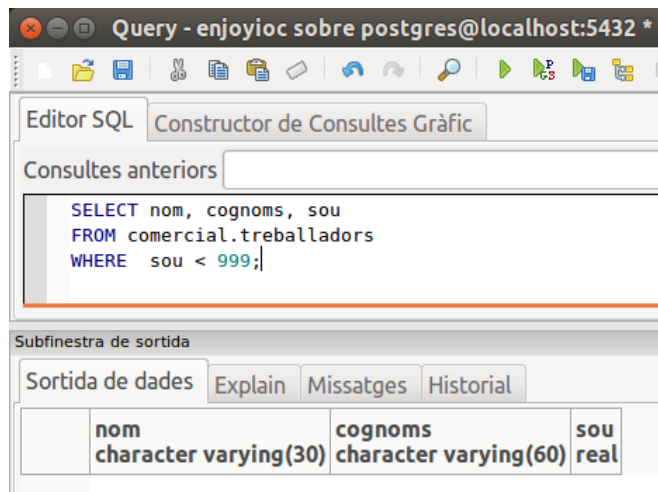 Query - enjoyioc sobre postgres@localhost:5432 *
Editor SQL
Constructor de Consultes Gràfic
Consultes anteriors
SELECT nom, cognoms, sou
FROM comercial.treballadors
WHERE  sou < 999;
Subfinestra de sortida
Sortida de dades
Explain
Missatges
Historial
nom
character varying(30)
cognoms
character varying(60)
sou
real